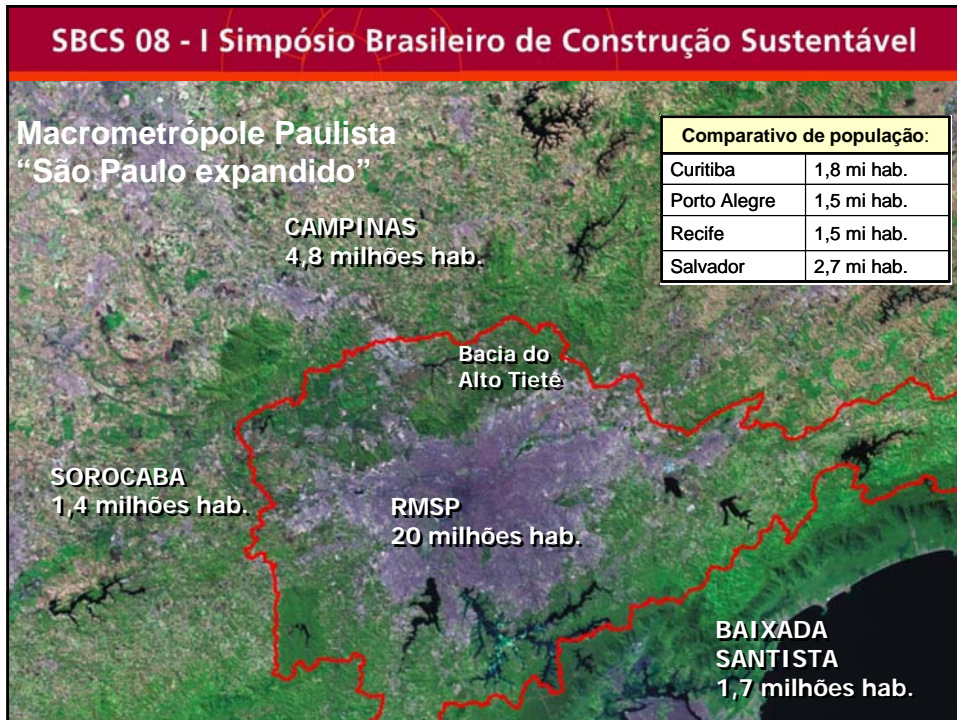 SBCS 08 - I Simpósio Brasileiro de Construção Sustentável
Macrometrópole Paulista
“São Paulo expandido”
Comparativo de população:
Curitiba 1,8 mi hab.
Porto Alegre 1,5 mi hab.
Recife 1,5 mi hab.
Salvador 2,7 mi hab.
CAMPINAS
4,8 milhões hab.
Bacia do
Alto Tietê
SOROCABA
1,4 milhões hab.
RMSP
20 milhões hab.
BAIXADA
SANTISTA
1,7 milhões hab.